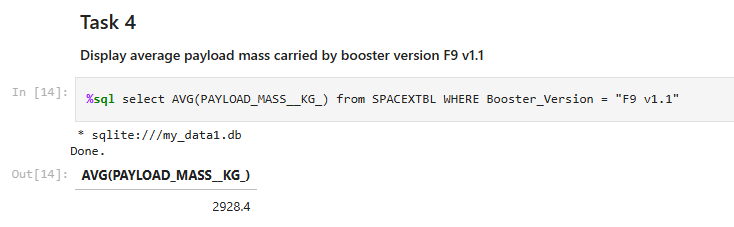 Task 4
Display average payload mass carried by booster version F9 v1.1
In [14]: %sql select AVG(PAYLOAD_MASS__KG_) from SPACEXTBL WHERE Booster_Version = "F9 v1.1"
* sqlite:///my_data1.db
Done.
Out[14]: AVG(PAYLOAD_MASS__KG_)
2928.4